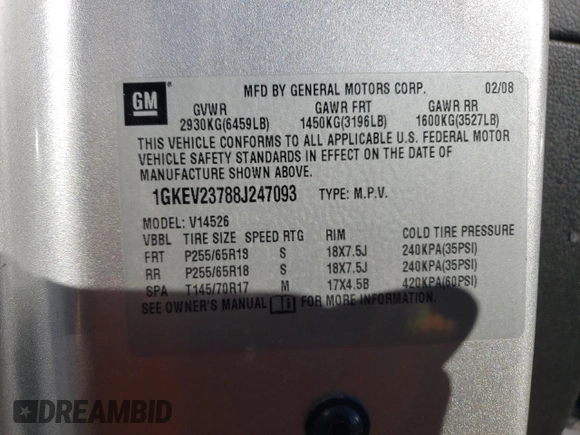 GM
MFD BY GENERAL MOTORS CORP. 02/08
GVWR GAWR FRT GAWR RR
2930KG(6459LB) 1450KG(3196LB) 1600KG(3527LB)
THIS VEHICLE CONFORMS TO ALL APPLICABLE U.S. FEDERAL MOTOR
VEHICLE SAFETY STANDARDS IN EFFECT ON THE DATE OF
MANUFACTURE SHOWN ABOVE.
1GKEV23788J247093 TYPE: M.P.V.
MODEL: V14526
VBBL TIRE SIZE SPEED RTG RIM COLD TIRE PRESSURE
FRT P255/65R18 S 18X7.5J 240KPA(35PSI)
RR P255/65R18 S 18X7.5J 240KPA(35PSI)
SPA T145/70R17 M 17X4.5B 420KPA(60PSI)
SEE OWNER'S MANUAL FOR MORE INFORMATION.
DREAMBID